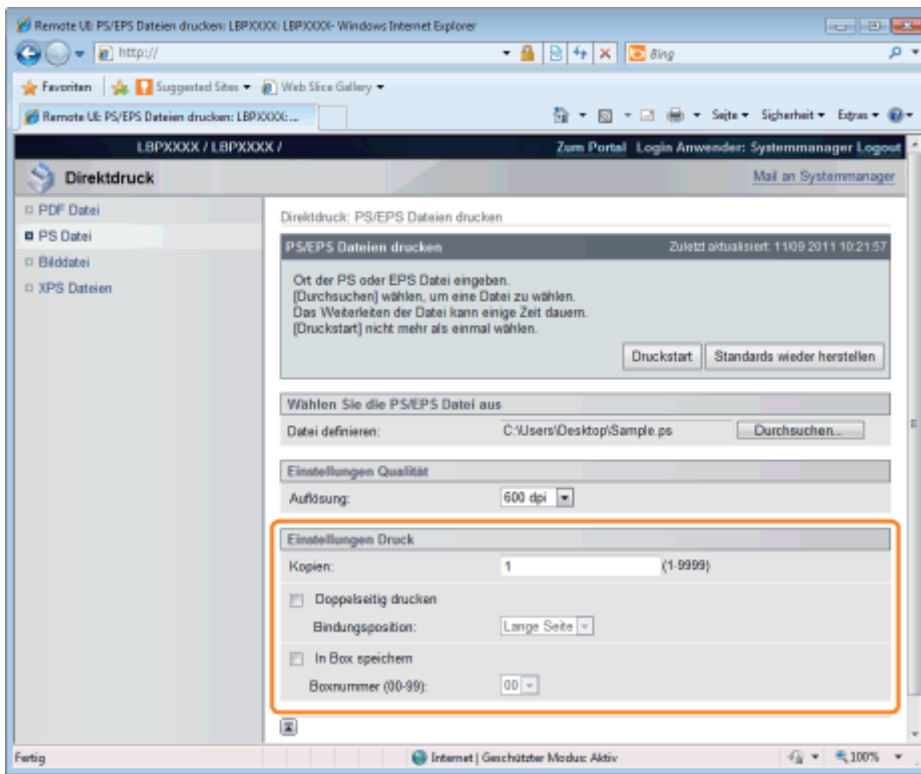 Remote UI: PS/EPS Dateien drucken: LBPXXXX: LBPXXXX- Windows Internet Explorer
http://
Bing
Favoriten Suggested Sites Web Slice Gallery
Remote UI: PS/EPS Dateien drucken: LBPXXXX:... Seite Sicherheit Extras
LBPXXXX / LBPXXXX / Zum Portal Login Anwender: Systemmanager Logout
Direktdruck Mail an Systemmanager
PDF Datei
PS Datei
Bilddatei
XPS Dateien
Direktdruck: PS/EPS Dateien drucken
PS/EPS Dateien drucken Zuletzt aktualisiert: 11/09 2011 10:21:57
Ort der PS oder EPS Datei eingeben.
[Durchsuchen] wählen, um eine Datei zu wählen.
Das Weiterleiten der Datei kann einige Zeit dauern.
[Druckstart] nicht mehr als einmal wählen.
Druckstart Standards wieder herstellen
Wählen Sie die PS/EPS Datei aus
Datei definieren: C:\Users\Desktop\Sample.ps Durchsuchen...
Einstellungen Qualität
Auflösung: 600 dpi
Einstellungen Druck
Kopien: 1 (1-9999)
Doppelseitig drucken
Bindungsposition: Lange Seite
In Box speichern
Boxnummer (00-99): 00
Fertig Internet | Geschützter Modus: Aktiv 100%